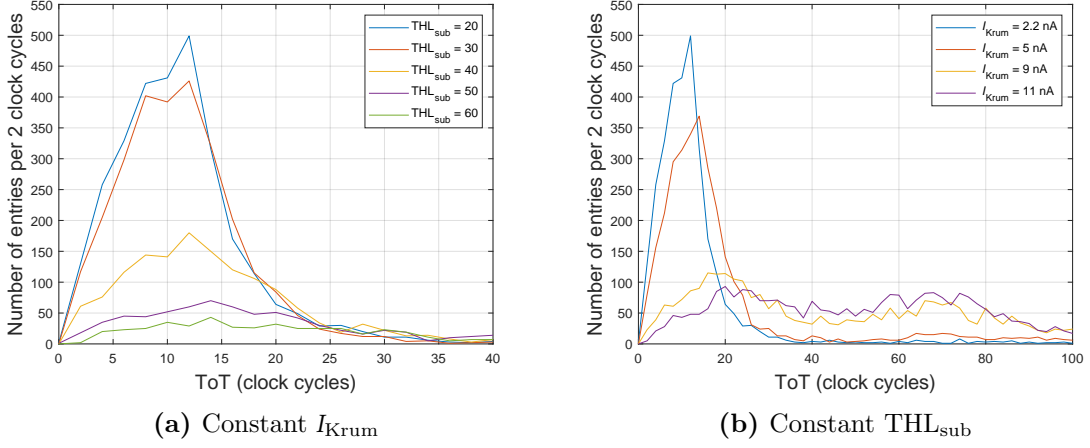 Number of entries per 2 clock cycles
550
500
450
400
350
300
250
200
150
100
50
0
0 5 10 15 20 25 30 35 40
ToT (clock cycles)
THLsub = 20
THLsub = 30
THLsub = 40
THLsub = 50
THLsub = 60
(a) Constant IKrum
Number of entries per 2 clock cycles
550
500
450
400
350
300
250
200
150
100
50
0
0 20 40 60 80 100
ToT (clock cycles)
IKrum = 2.2 nA
IKrum = 5 nA
IKrum = 9 nA
IKrum = 11 nA
(b) Constant THLsub